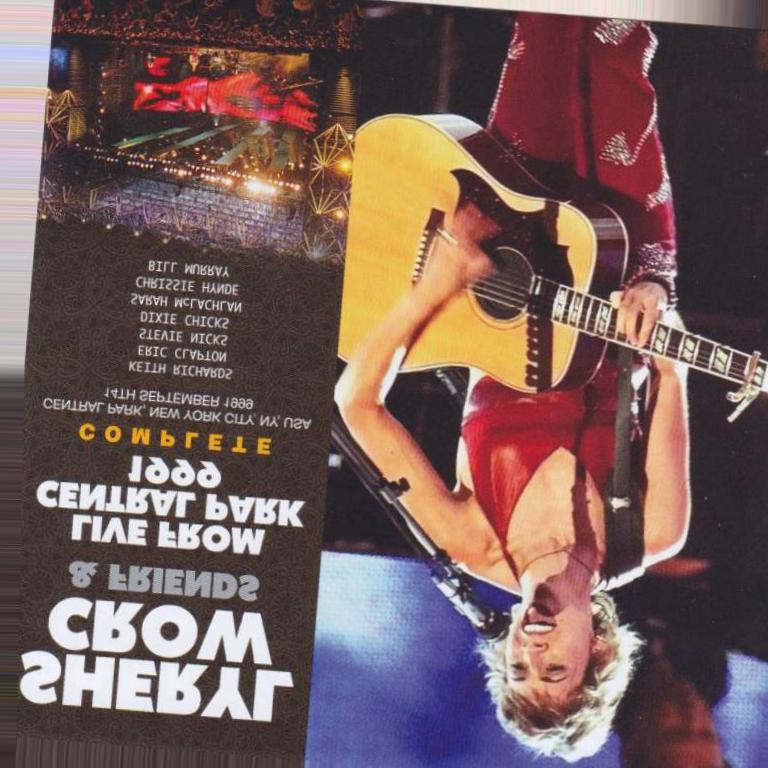 SHERYL
CROW
& FRIENDS
LIVE FROM
CENTRAL PARK
1999
COMPLETE
CENTRAL PARK, NEW YORK CITY, NY, USA
14TH SEPTEMBER 1999
KEITH RICHARDS
ERIC CLAPTON
STEVIE NICKS
DIXIE CHICKS
SARAH McLACHLAN
CHRISSIE HYNDE
BILL MURRAY